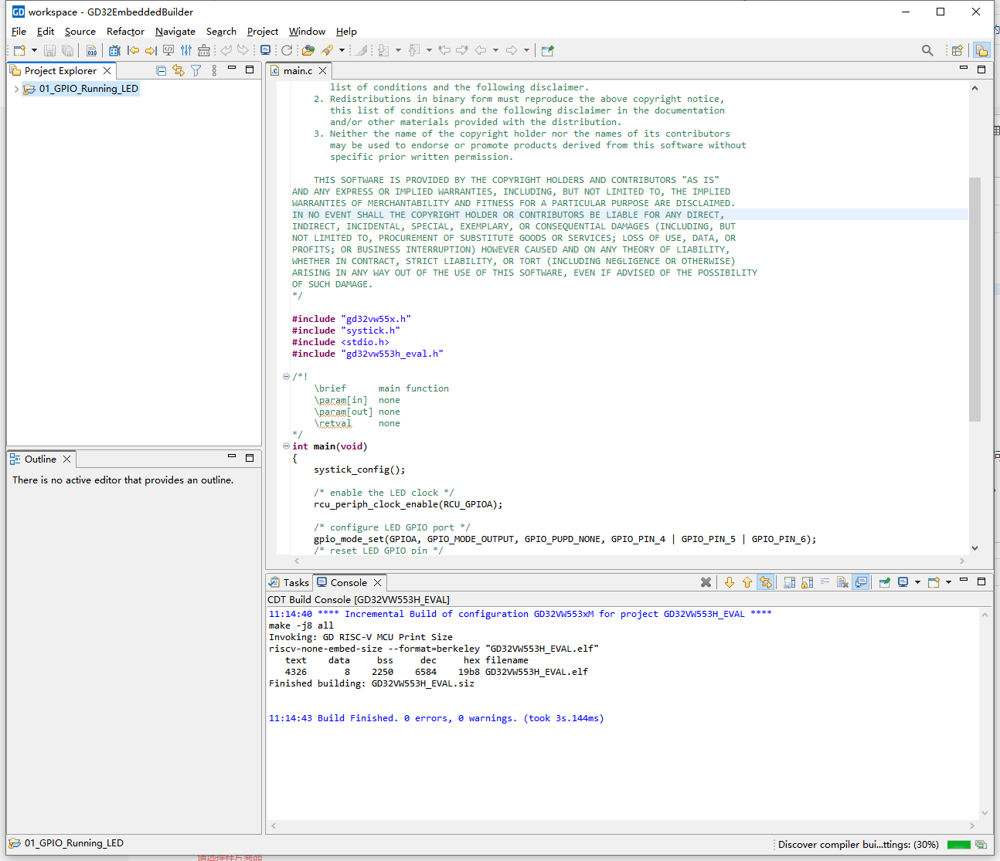 workspace - GD32EmbeddedBuilder
File Edit Source Refactor Navigate Search Project Window Help
Project Explorer
01_GPIO_Running_LED
main.c
list of conditions and the following disclaimer.
2. Redistributions in binary form must reproduce the above copyright notice,
this list of conditions and the following disclaimer in the documentation
and/or other materials provided with the distribution.
3. Neither the name of the copyright holder nor the names of its contributors
may be used to endorse or promote products derived from this software without
specific prior written permission.
THIS SOFTWARE IS PROVIDED BY THE COPYRIGHT HOLDERS AND CONTRIBUTORS "AS IS"
AND ANY EXPRESS OR IMPLIED WARRANTIES, INCLUDING, BUT NOT LIMITED TO, THE IMPLIED
WARRANTIES OF MERCHANTABILITY AND FITNESS FOR A PARTICULAR PURPOSE ARE DISCLAIMED.
IN NO EVENT SHALL THE COPYRIGHT HOLDER OR CONTRIBUTORS BE LIABLE FOR ANY DIRECT,
INDIRECT, INCIDENTAL, SPECIAL, EXEMPLARY, OR CONSEQUENTIAL DAMAGES (INCLUDING, BUT
NOT LIMITED TO, PROCUREMENT OF SUBSTITUTE GOODS OR SERVICES; LOSS OF USE, DATA, OR
PROFITS; OR BUSINESS INTERRUPTION) HOWEVER CAUSED AND ON ANY THEORY OF LIABILITY,
WHETHER IN CONTRACT, STRICT LIABILITY, OR TORT (INCLUDING NEGLIGENCE OR OTHERWISE)
ARISING IN ANY WAY OUT OF THE USE OF THIS SOFTWARE, EVEN IF ADVISED OF THE POSSIBILITY
OF SUCH DAMAGE.
*/
#include "gd32vw55x.h"
#include "systick.h"
#include <stdio.h>
#include "gd32vw553h_eval.h"
/*!
\brief main function
\param[in] none
\param[out] none
\retval none
*/
int main(void)
{
systick_config();
/* enable the LED clock */
rcu_periph_clock_enable(RCU_GPIOA);
/* configure LED GPIO port */
gpio_mode_set(GPIOA, GPIO_MODE_OUTPUT, GPIO_PUPD_NONE, GPIO_PIN_4 | GPIO_PIN_5 | GPIO_PIN_6);
/* reset LED GPIO pin */
Outline
There is no active editor that provides an outline.
Tasks Console
CDT Build Console [GD32VW553H_EVAL]
11:14:40 **** Incremental Build of configuration GD32VW553xM for project GD32VW553H_EVAL ****
make -j8 all
Invoking: GD RISC-V MCU Print Size
riscv-none-embed-size --format=berkeley "GD32VW553H_EVAL.elf"
text data bss dec hex filename
4326 8 2250 6584 19b8 GD32VW553H_EVAL.elf
Finished building: GD32VW553H_EVAL.siz
11:14:43 Build Finished. 0 errors, 0 warnings. (took 3s.144ms)
01_GPIO_Running_LED
Discover compiler bui...ttings: (30%)
请选择样片商品